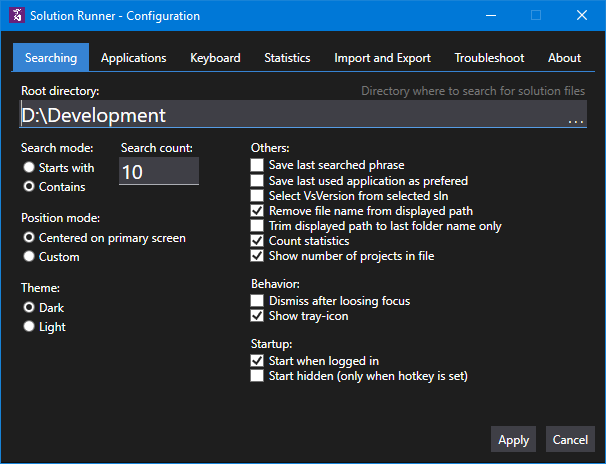 Solution Runner - Configuration
Searching Applications Keyboard Statistics Import and Export Troubleshoot About
Root directory: Directory where to search for solution files
D:\Development ...
Search mode:
Starts with
Contains
Search count:
10
Position mode:
Centered on primary screen
Custom
Theme:
Dark
Light
Others:
Save last searched phrase
Save last used application as prefered
Select VsVersion from selected sln
Remove file name from displayed path
Trim displayed path to last folder name only
Count statistics
Show number of projects in file
Behavior:
Dismiss after loosing focus
Show tray-icon
Startup:
Start when logged in
Start hidden (only when hotkey is set)
Apply Cancel